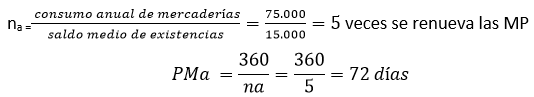 na = consumo anual de mercaderías / saldo medio de existencias = 75.000 / 15.000 = 5 veces se renueva las MP
PMa = 360 / na = 360 / 5 = 72 días